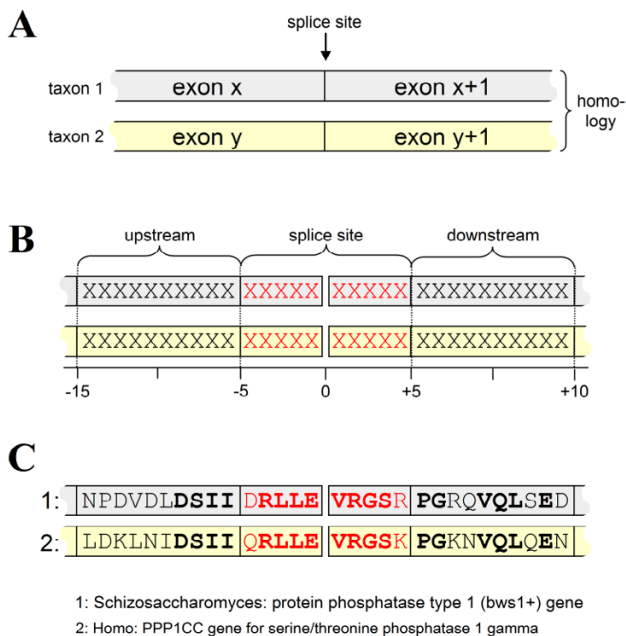 A
splice site
taxon 1
exon x
exon x+1
homo-
logy
taxon 2
exon y
exon y+1
B
upstream
splice site
downstream
XXXXXXXXXX XXXXX XXXXX XXXXXXXXXX
XXXXXXXXXX XXXXX XXXXX XXXXXXXXXX
-15 -5 0 +5 +10
C
1: NPDVDLDSII DRLLE VRGSR PGRQVQLSED
2: LDKLNIDSII QRLLE VRGSK PGKNVQLQEN
1: Schizosaccharomyces: protein phosphatase type 1 (bws1+) gene
2: Homo: PPP1CC gene for serine/threonine phosphatase 1 gamma